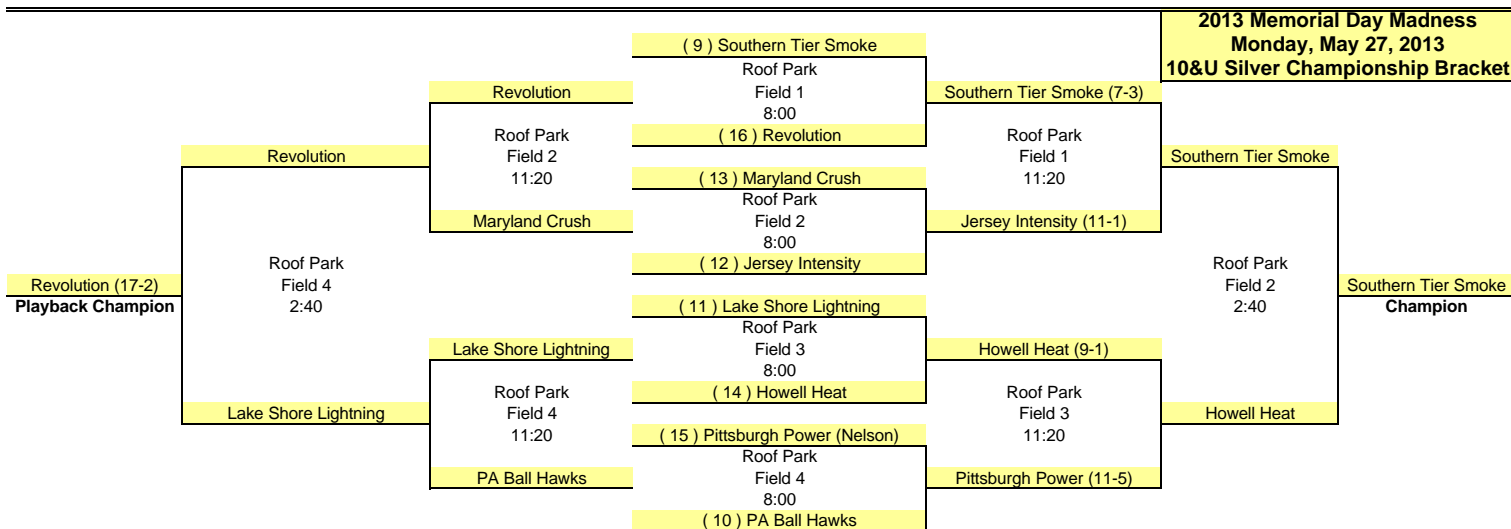 2013 Memorial Day Madness
Monday, May 27, 2013
10&U Silver Championship Bracket
( 9 ) Southern Tier Smoke
Roof Park
Field 1
8:00
( 16 ) Revolution
Revolution
Southern Tier Smoke (7-3)
Roof Park
Field 2
11:20
Roof Park
Field 1
11:20
Revolution
Southern Tier Smoke
( 13 ) Maryland Crush
Roof Park
Field 2
8:00
( 12 ) Jersey Intensity
Maryland Crush
Jersey Intensity (11-1)
Roof Park
Field 4
2:40
Roof Park
Field 2
2:40
Revolution (17-2)
Playback Champion
Southern Tier Smoke
Champion
( 11 ) Lake Shore Lightning
Roof Park
Field 3
8:00
( 14 ) Howell Heat
Lake Shore Lightning
Howell Heat (9-1)
Roof Park
Field 4
11:20
Roof Park
Field 3
11:20
Lake Shore Lightning
Howell Heat
( 15 ) Pittsburgh Power (Nelson)
Roof Park
Field 4
8:00
( 10 ) PA Ball Hawks
PA Ball Hawks
Pittsburgh Power (11-5)